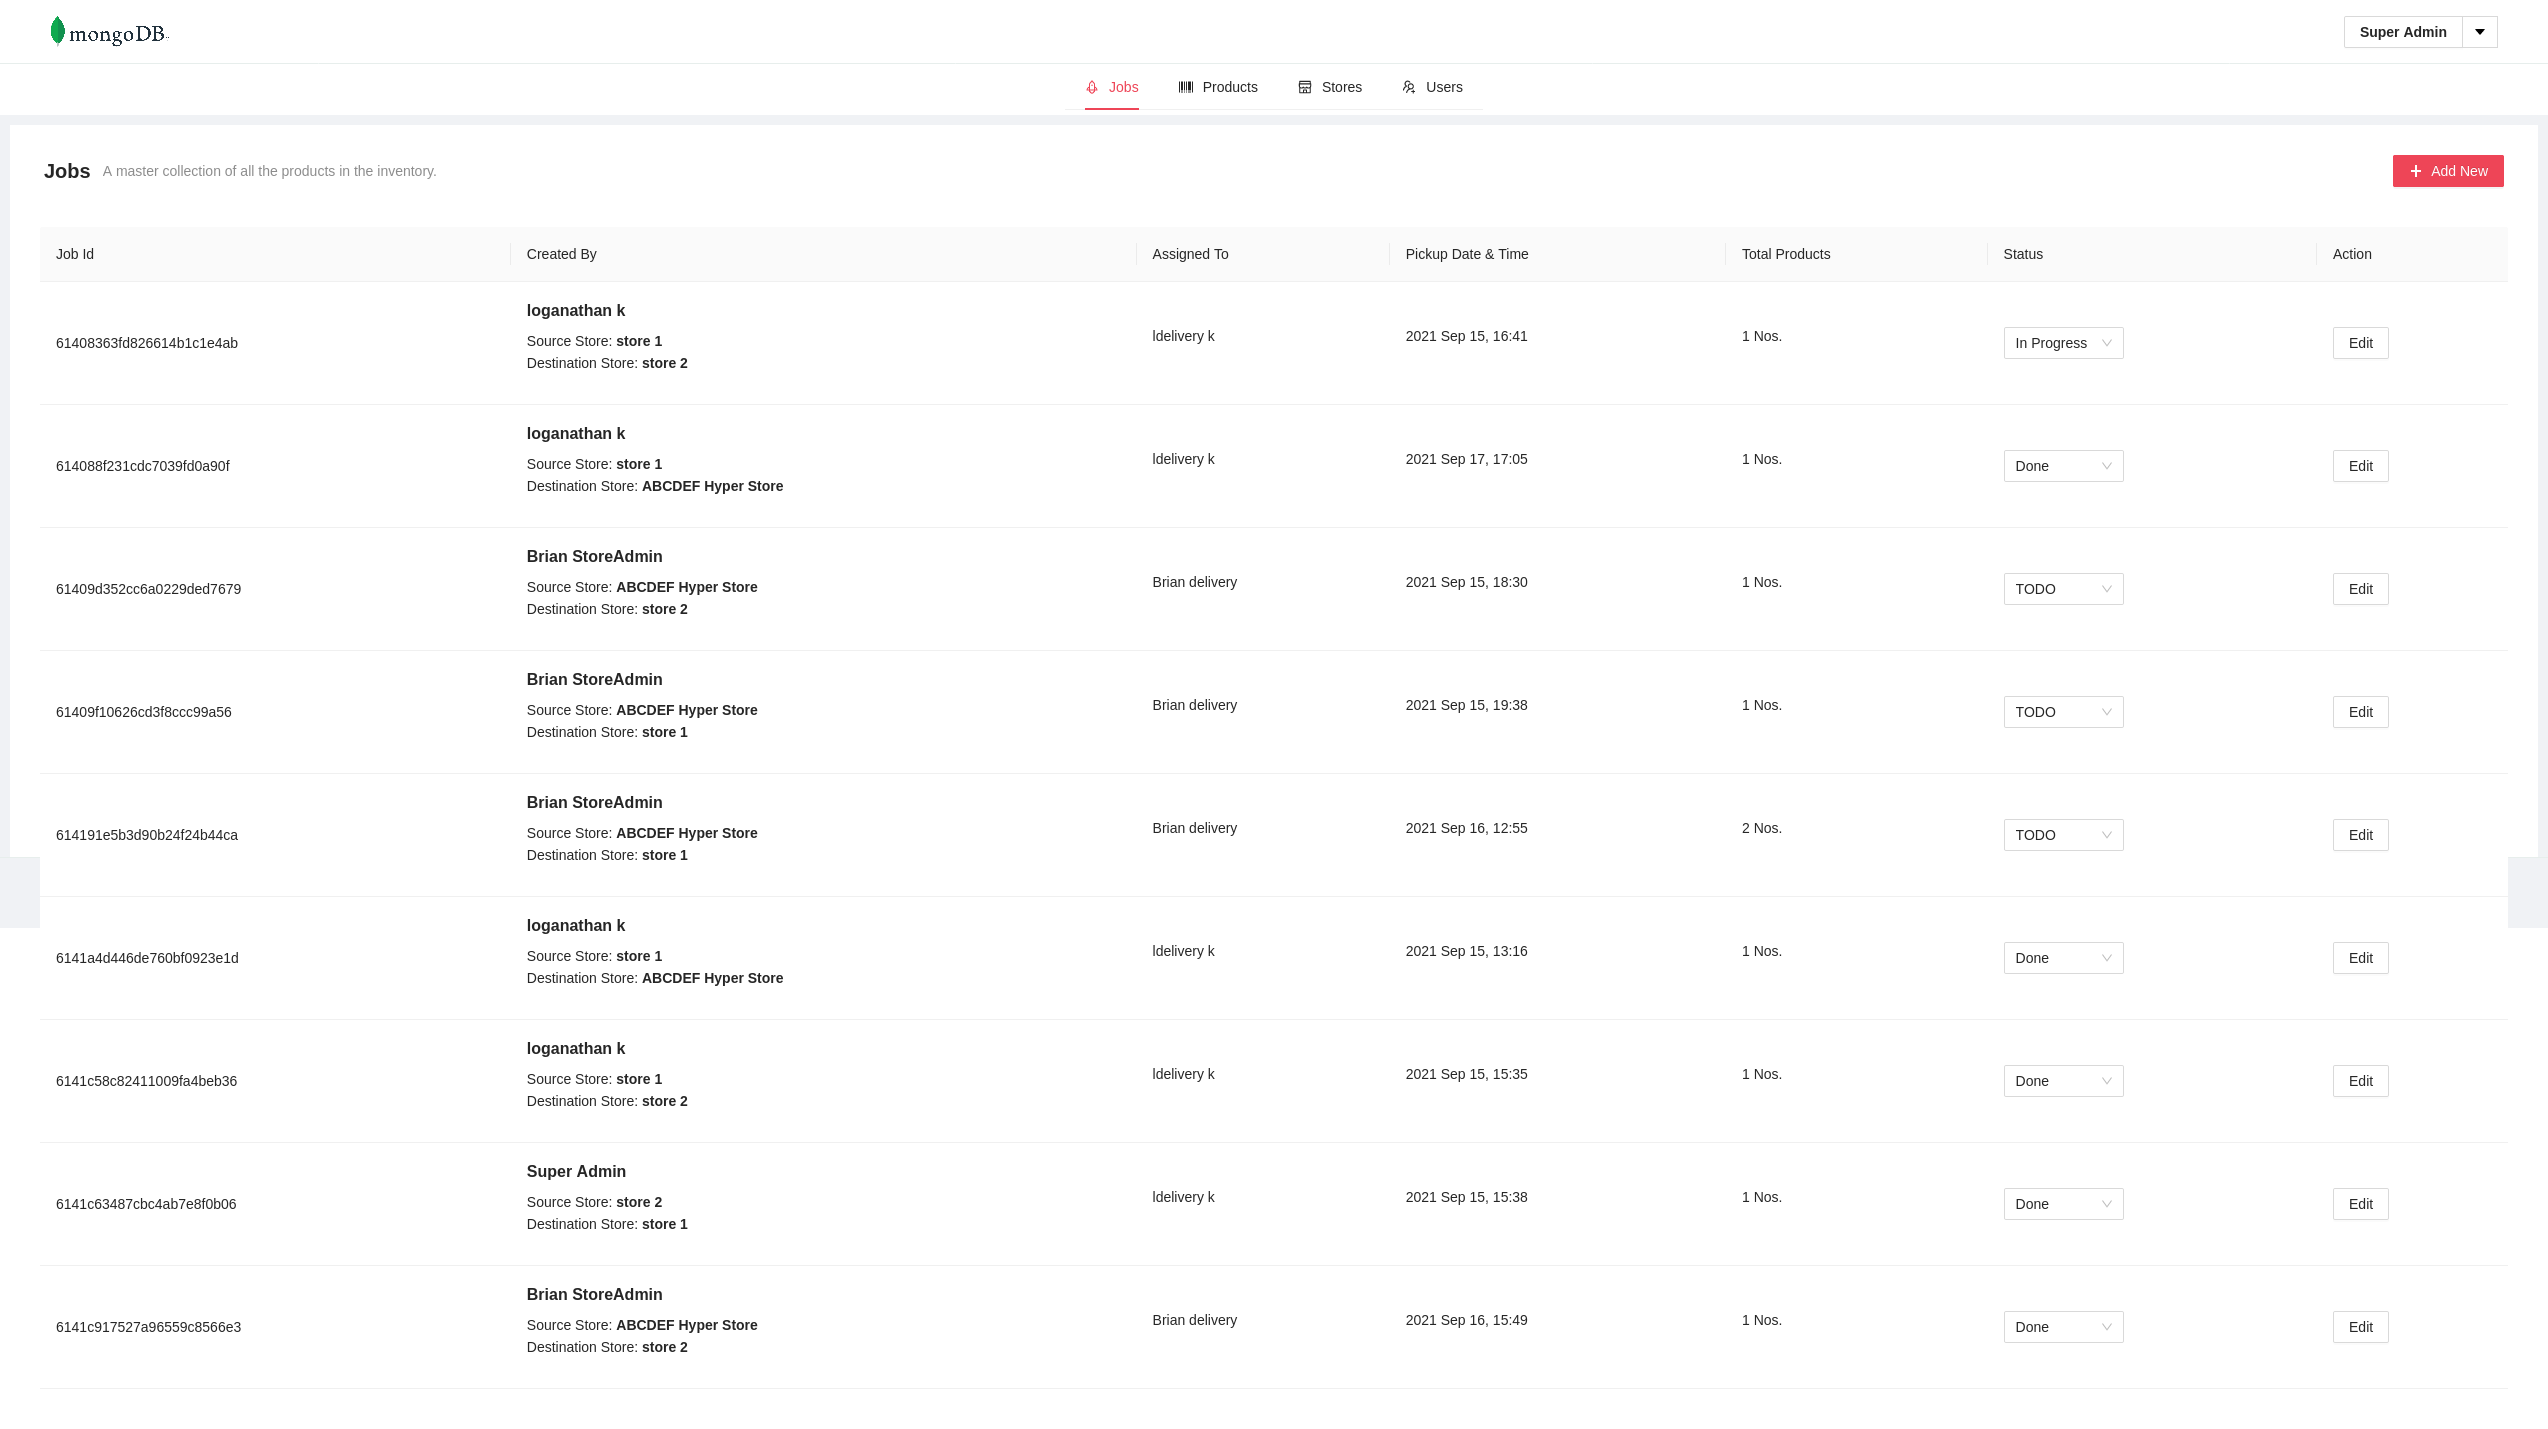 mongoDB
Super Admin
Jobs Products Stores Users
Jobs A master collection of all the products in the inventory.
Add New
Job Id Created By Assigned To Pickup Date & Time Total Products Status Action
loganathan k
Source Store: store 1
Destination Store: store 2
61408363fd826614b1c1e4ab ldelivery k 2021 Sep 15, 16:41 1 Nos. In Progress Edit
loganathan k
Source Store: store 1
Destination Store: ABCDEF Hyper Store
614088f231cdc7039fd0a90f ldelivery k 2021 Sep 17, 17:05 1 Nos. Done Edit
Brian StoreAdmin
Source Store: ABCDEF Hyper Store
Destination Store: store 2
61409d352cc6a0229ded7679 Brian delivery 2021 Sep 15, 18:30 1 Nos. TODO Edit
Brian StoreAdmin
Source Store: ABCDEF Hyper Store
Destination Store: store 1
61409f10626cd3f8ccc99a56 Brian delivery 2021 Sep 15, 19:38 1 Nos. TODO Edit
Brian StoreAdmin
Source Store: ABCDEF Hyper Store
Destination Store: store 1
614191e5b3d90b24f24b44ca Brian delivery 2021 Sep 16, 12:55 2 Nos. TODO Edit
loganathan k
Source Store: store 1
Destination Store: ABCDEF Hyper Store
6141a4d446de760bf0923e1d ldelivery k 2021 Sep 15, 13:16 1 Nos. Done Edit
loganathan k
Source Store: store 1
Destination Store: store 2
6141c58c82411009fa4beb36 ldelivery k 2021 Sep 15, 15:35 1 Nos. Done Edit
Super Admin
Source Store: store 2
Destination Store: store 1
6141c63487cbc4ab7e8f0b06 ldelivery k 2021 Sep 15, 15:38 1 Nos. Done Edit
Brian StoreAdmin
Source Store: ABCDEF Hyper Store
Destination Store: store 2
6141c917527a96559c8566e3 Brian delivery 2021 Sep 16, 15:49 1 Nos. Done Edit